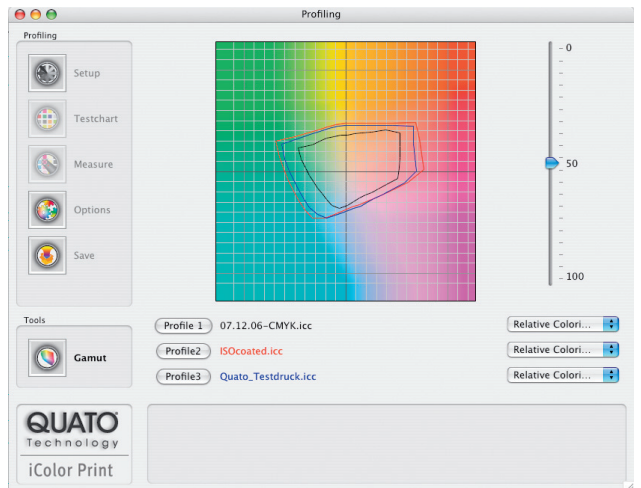 Profiling
Profiling
Setup
Testchart
Measure
Options
Save
0
50
100
Tools
Gamut
Profile 1 07.12.06-CMYK.icc Relative Colori...
Profile2 ISOcoated.icc Relative Colori...
Profile3 Quato_Testdruck.icc Relative Colori...
QUATO
Technology
iColor Print